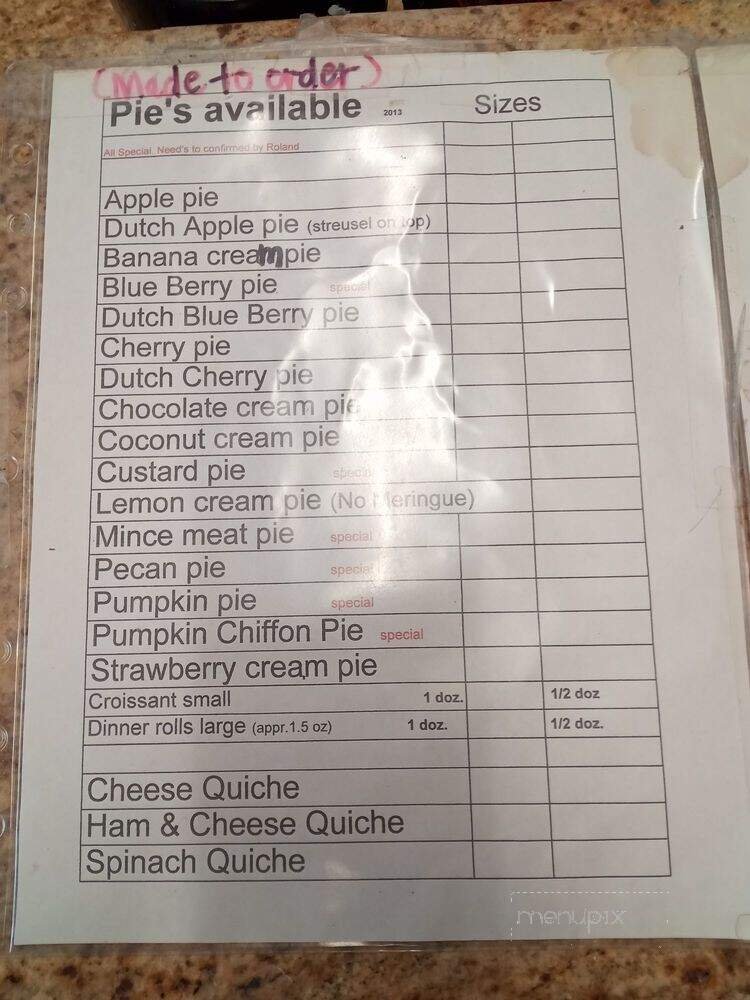 (Made to order)
Pie's available 2013 Sizes
All Special. Need's to confirmed by Roland
Apple pie
Dutch Apple pie (streusel on top)
Banana cream pie
Blue Berry pie special
Dutch Blue Berry pie
Cherry pie
Dutch Cherry pie
Chocolate cream pie
Coconut cream pie
Custard pie special
Lemon cream pie (No Meringue)
Mince meat pie special
Pecan pie special
Pumpkin pie special
Pumpkin Chiffon Pie special
Strawberry cream pie
Croissant small 1 doz. 1/2 doz
Dinner rolls large (appr.1.5 oz) 1 doz. 1/2 doz.
Cheese Quiche
Ham & Cheese Quiche
Spinach Quiche
menupix